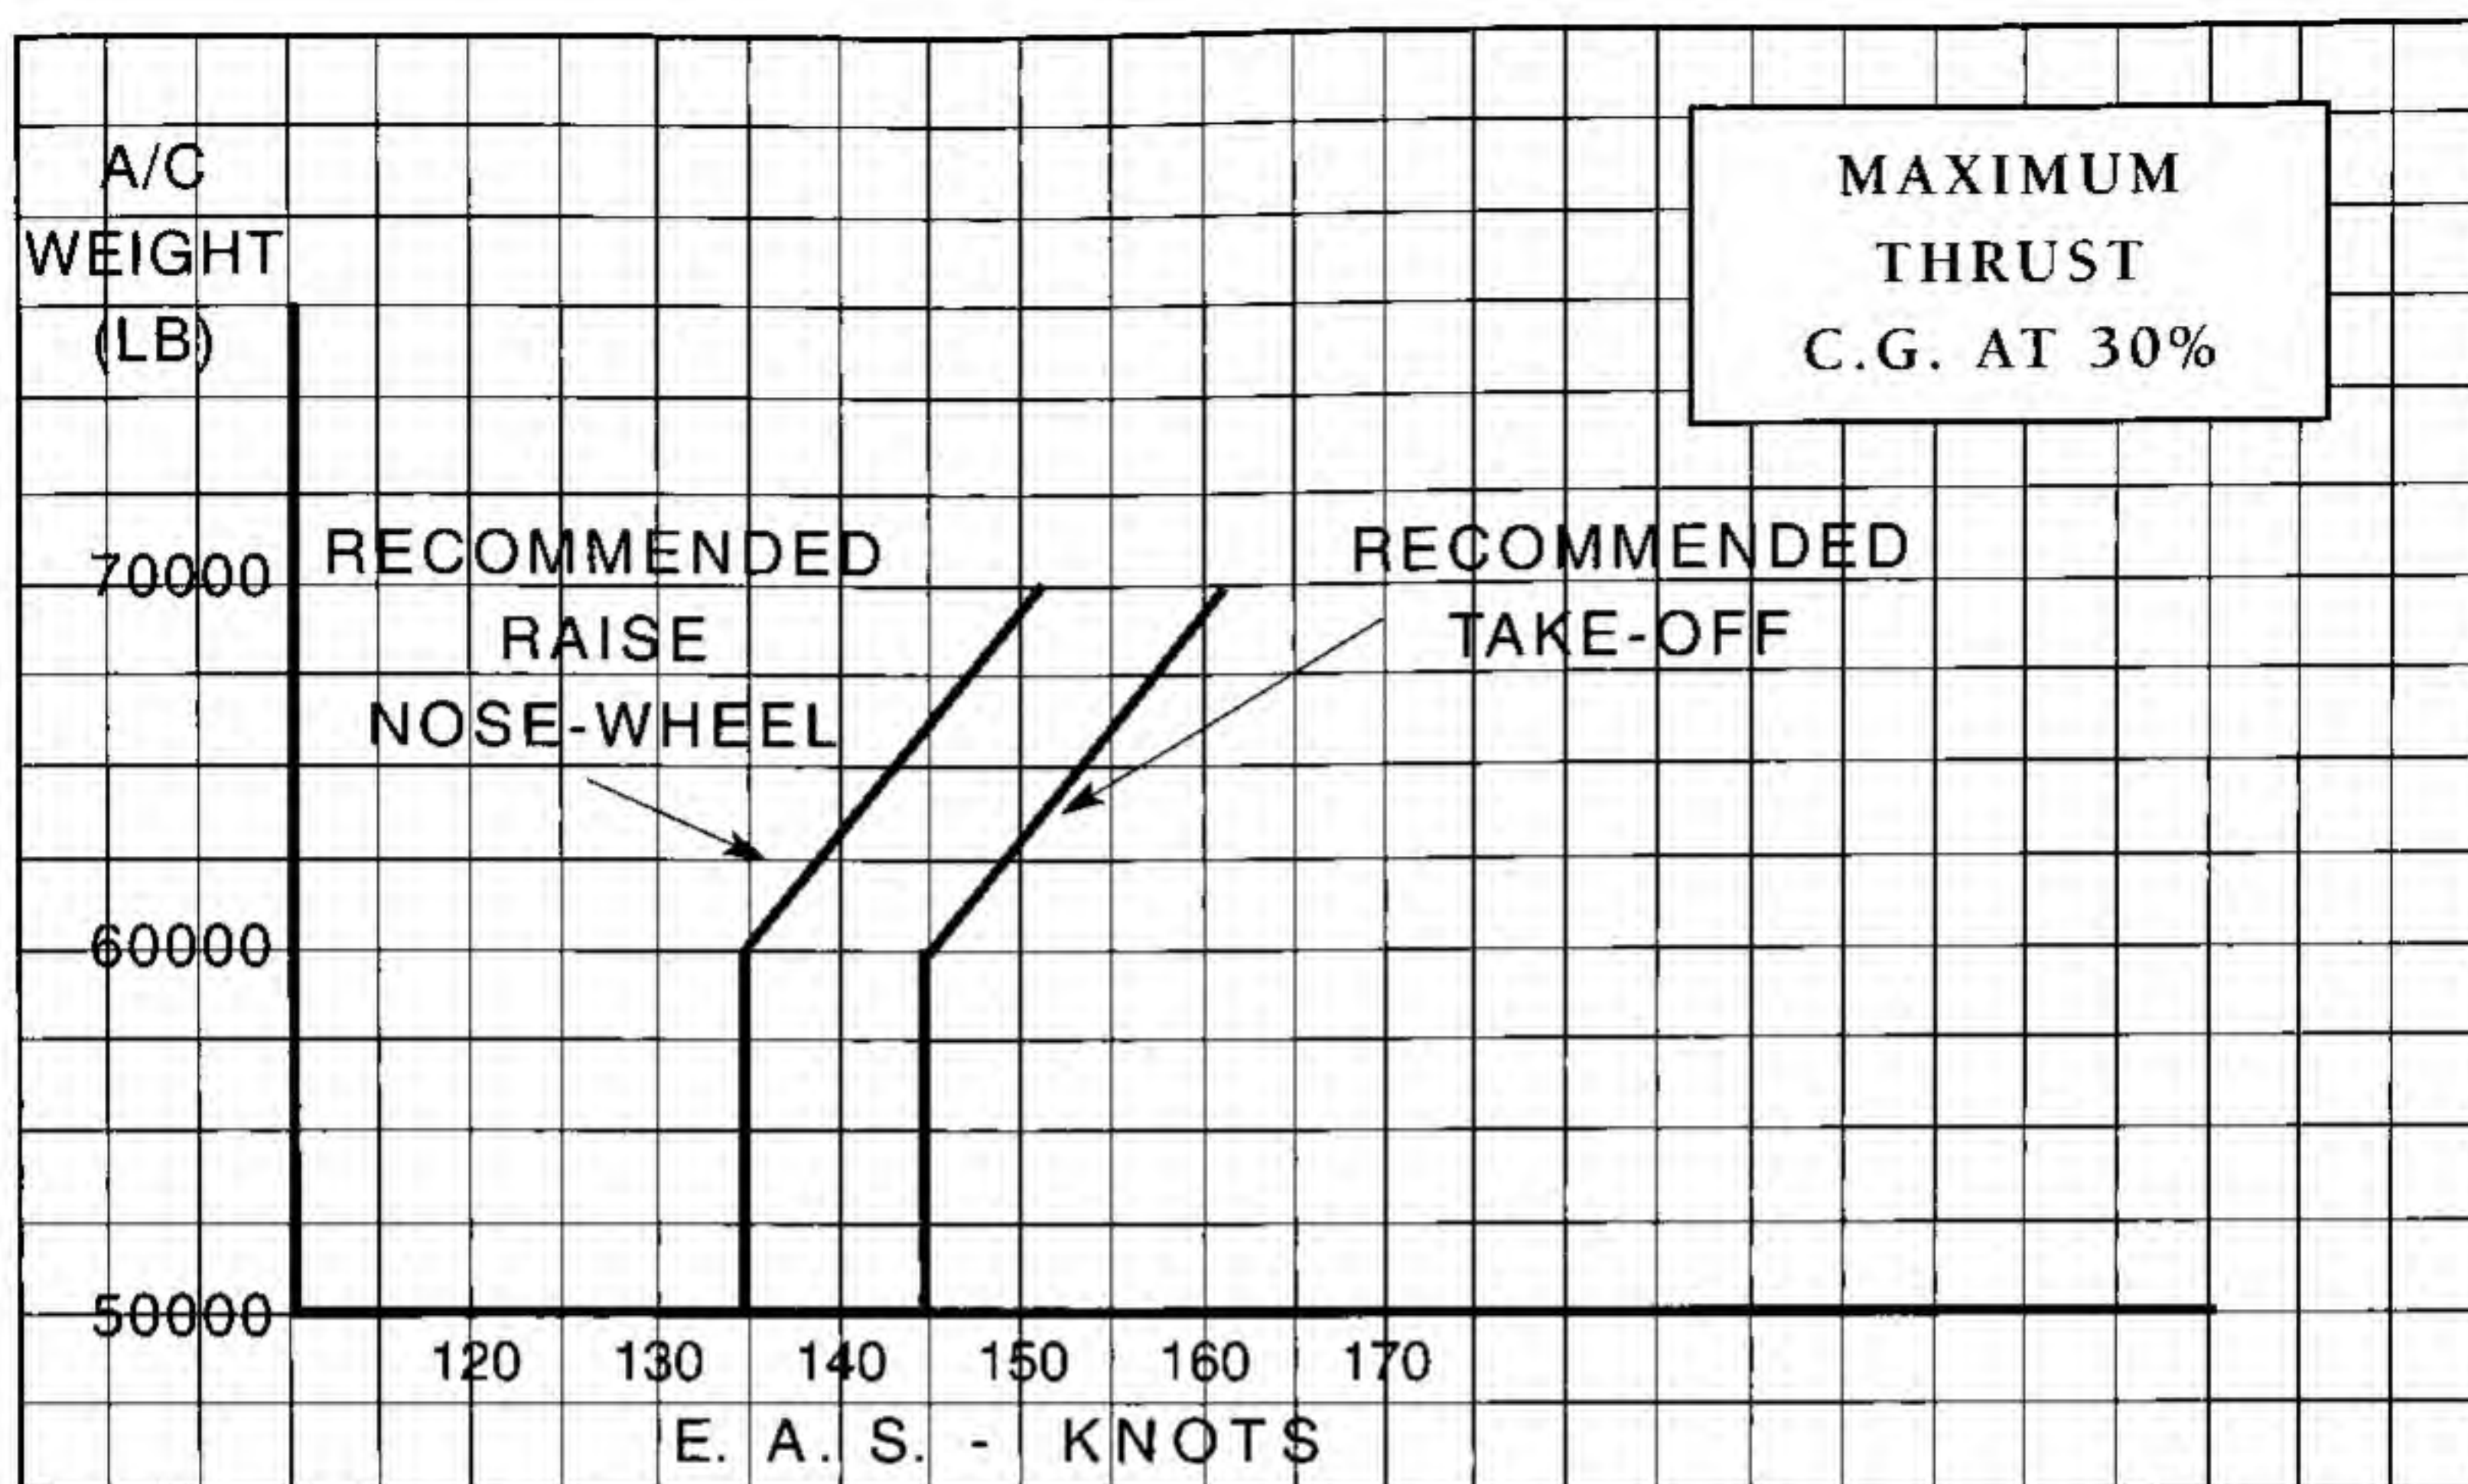 A/C
WEIGHT
(LB)
MAXIMUM
THRUST
C.G. AT 30%
RECOMMENDED
RAISE
NOSE-WHEEL
RECOMMENDED
TAKE-OFF
70000
60000
50000
120 130 140 150 160 170
E. A. S. - KNOTS